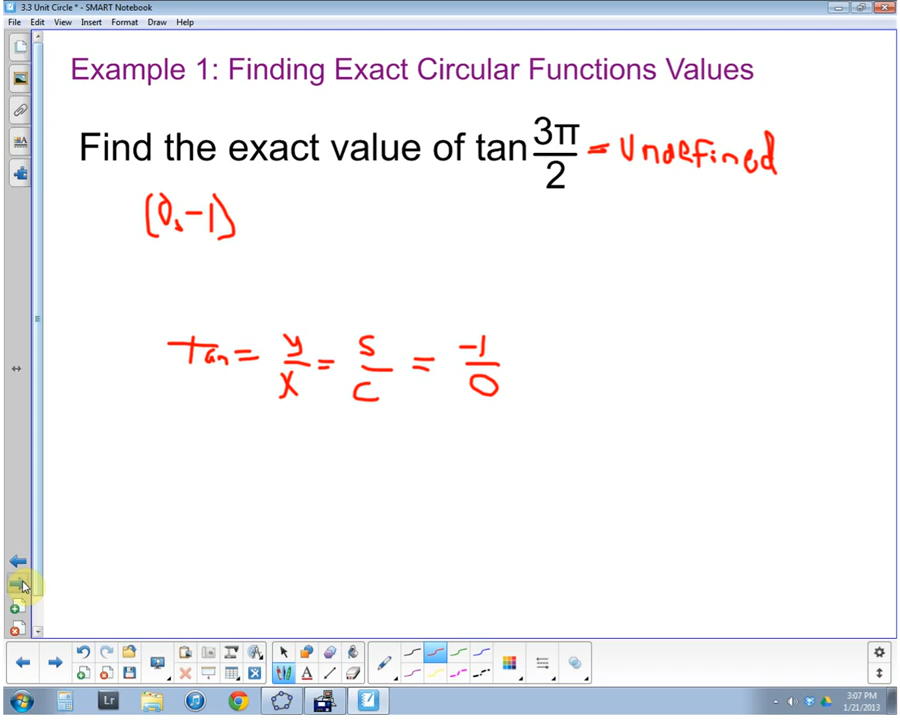 3.3 Unit Circle * - SMART Notebook
File Edit View Insert Format Draw Help
Example 1: Finding Exact Circular Functions Values
Find the exact value of tan 3π/2 = Undefined
(0, -1)
Tan = y/x = s/c = -1/0
Lr
3:07 PM
1/21/2013